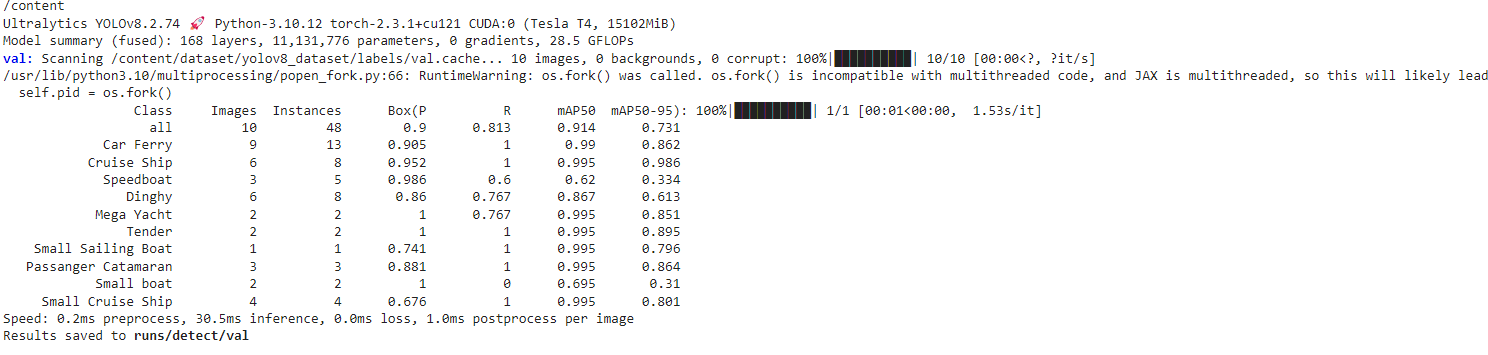 /content
Ultralytics YOLOv8.2.74 🚀 Python-3.10.12 torch-2.3.1+cu121 CUDA:0 (Tesla T4, 15102MiB)
Model summary (fused): 168 layers, 11,131,776 parameters, 0 gradients, 28.5 GFLOPs
val: Scanning /content/dataset/yolov8_dataset/labels/val.cache... 10 images, 0 backgrounds, 0 corrupt: 100%|██████████| 10/10 [00:00<?, ?it/s]
/usr/lib/python3.10/multiprocessing/popen_fork.py:66: RuntimeWarning: os.fork() was called. os.fork() is incompatible with multithreaded code, and JAX is multithreaded, so this will likely lead
self.pid = os.fork()
Class Images Instances Box(P R mAP50 mAP50-95): 100%|██████████| 1/1 [00:01<00:00, 1.53s/it]
all 10 48 0.9 0.813 0.914 0.731
Car Ferry 9 13 0.905 1 0.99 0.862
Cruise Ship 6 8 0.952 1 0.995 0.986
Speedboat 3 5 0.986 0.6 0.62 0.334
Dinghy 6 8 0.86 0.767 0.867 0.613
Mega Yacht 2 2 1 0.767 0.995 0.851
Tender 2 2 1 1 0.995 0.895
Small Sailing Boat 1 1 0.741 1 0.995 0.796
Passanger Catamaran 3 3 0.881 1 0.995 0.864
Small boat 2 2 1 0 0.695 0.31
Small Cruise Ship 4 4 0.676 1 0.995 0.801
Speed: 0.2ms preprocess, 30.5ms inference, 0.0ms loss, 1.0ms postprocess per image
Results saved to runs/detect/val